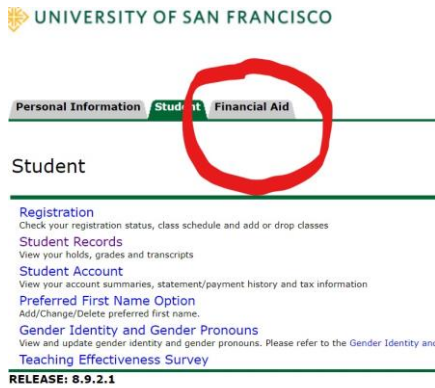 UNIVERSITY OF SAN FRANCISCO
Personal Information Student Financial Aid
Student
Registration
Check your registration status, class schedule and add or drop classes
Student Records
View your holds, grades and transcripts
Student Account
View your account summaries, statement/payment history and tax information
Preferred First Name Option
Add/Change/Delete preferred first name.
Gender Identity and Gender Pronouns
View and update gender identity and gender pronouns. Please refer to the Gender Identity and
Teaching Effectiveness Survey
RELEASE: 8.9.2.1